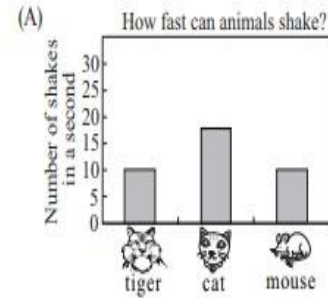 (A)
How fast can animals shake?
Number of shakes
in a second
30
25
20
15
10
5
0
tiger cat mouse